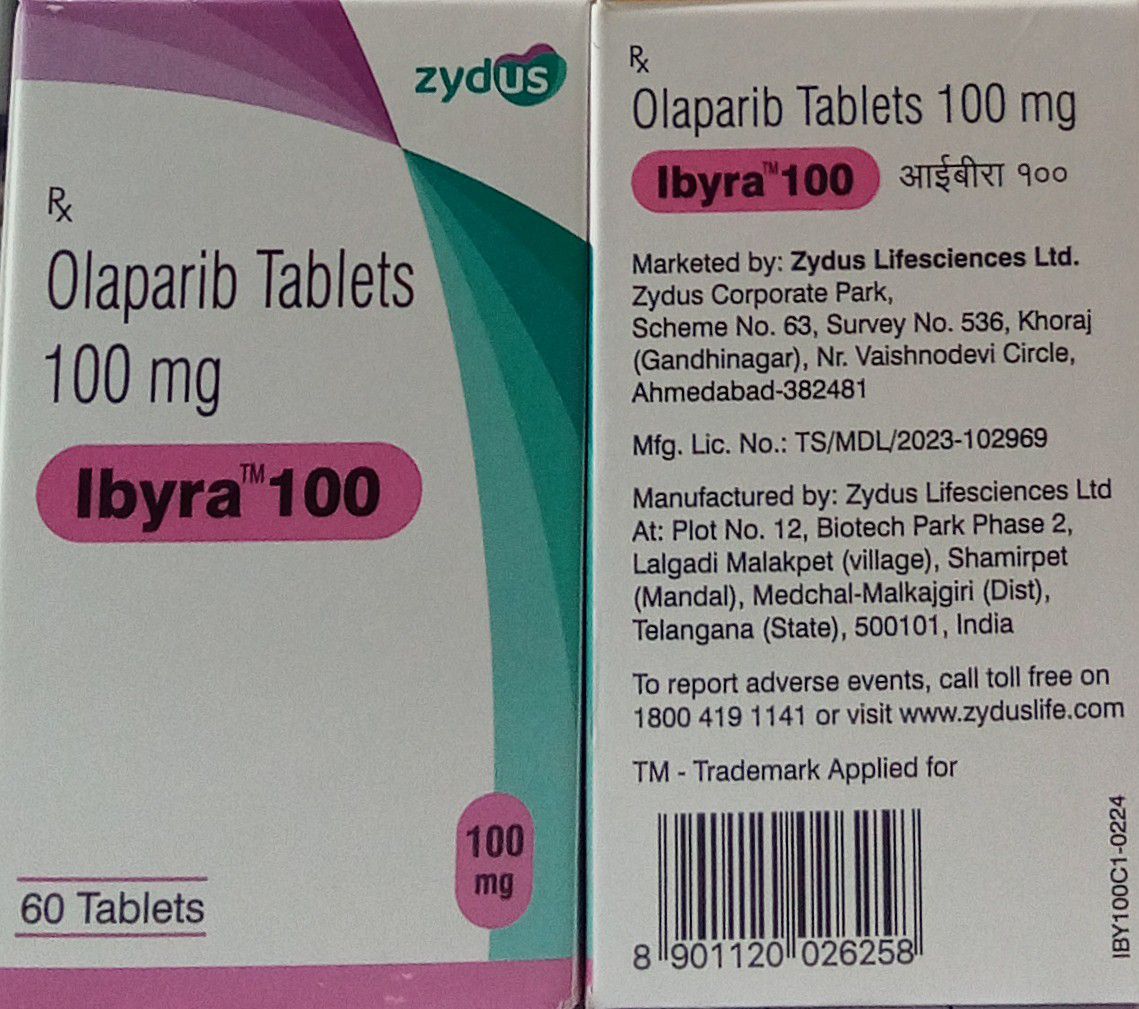 zydus
Rx
Olaparib Tablets
100 mg
Ibyra™100
100
mg
60 Tablets
Rx
Olaparib Tablets 100 mg
Ibyra™100 आईबीरा १००
Marketed by: Zydus Lifesciences Ltd.
Zydus Corporate Park,
Scheme No. 63, Survey No. 536, Khoraj
(Gandhinagar), Nr. Vaishnodevi Circle,
Ahmedabad-382481
Mfg. Lic. No.: TS/MDL/2023-102969
Manufactured by: Zydus Lifesciences Ltd
At: Plot No. 12, Biotech Park Phase 2,
Lalgadi Malakpet (village), Shamirpet
(Mandal), Medchal-Malkajgiri (Dist),
Telangana (State), 500101, India
To report adverse events, call toll free on
1800 419 1141 or visit www.zyduslife.com
TM - Trademark Applied for
8 901120 026258
IBY100C1-0224